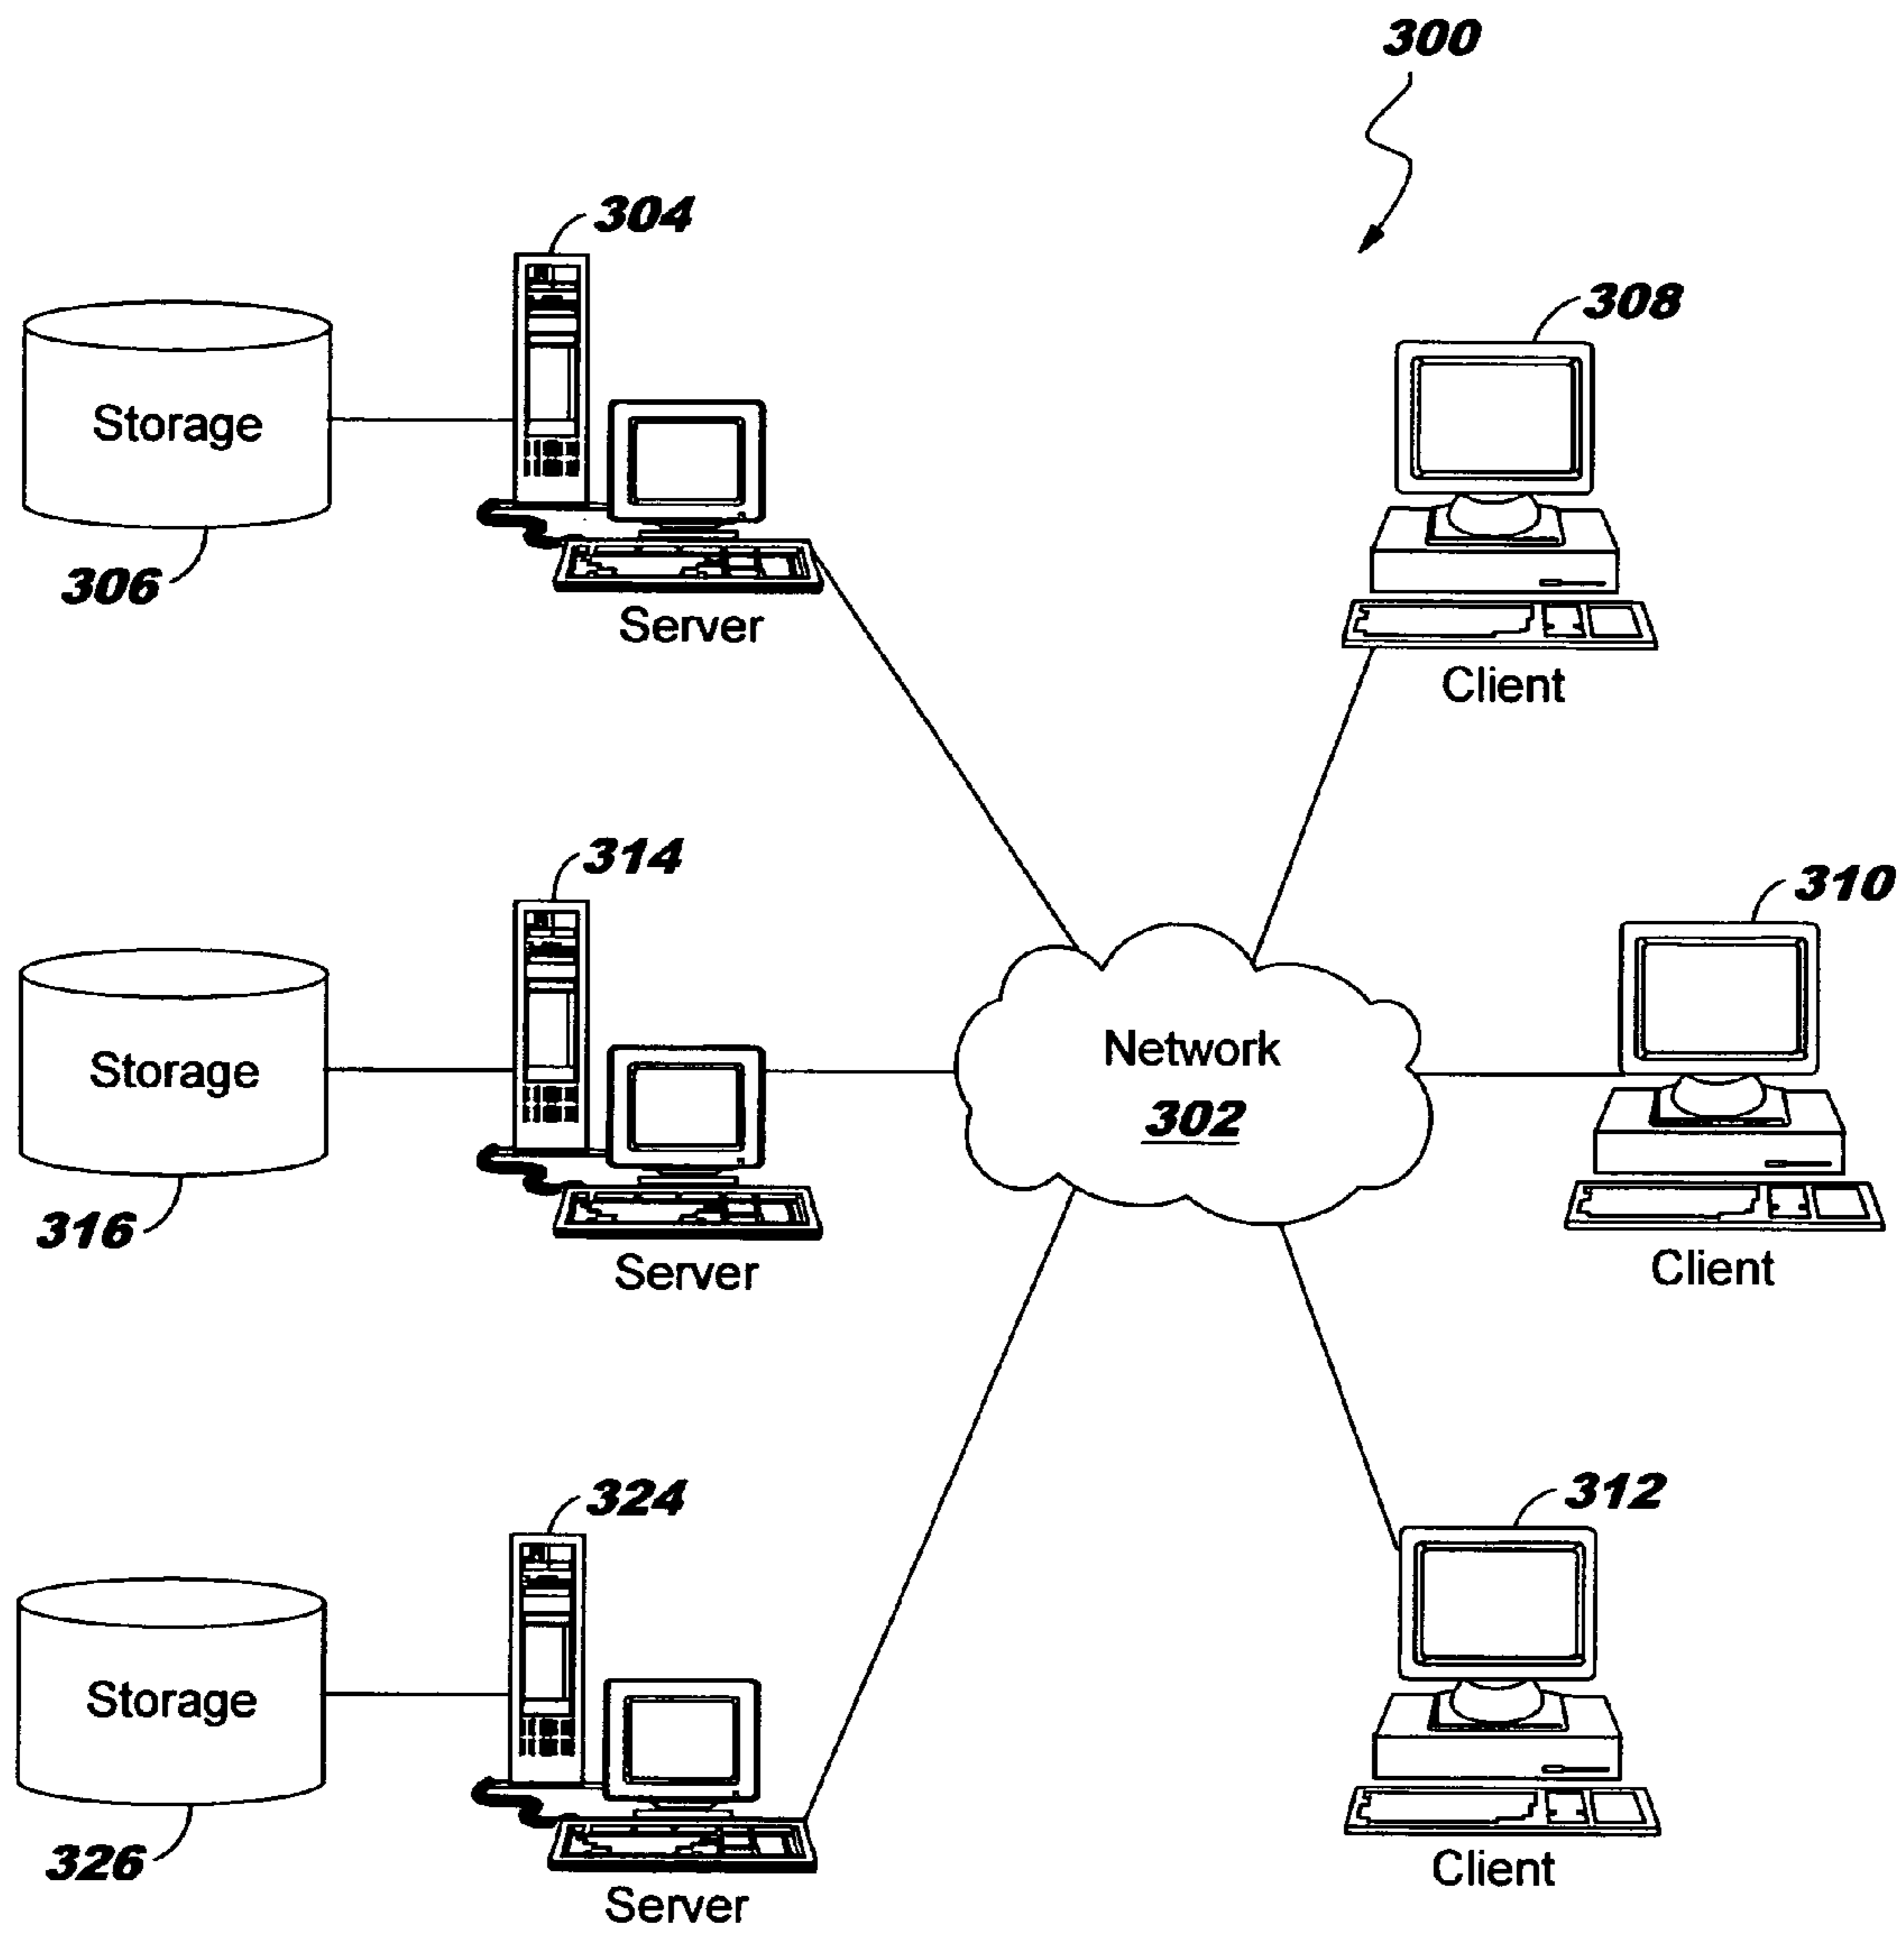 300
304
308
Storage
306
Server
Client
314
310
Network
302
Storage
316
Server
Client
324
312
Storage
326
Server
Client